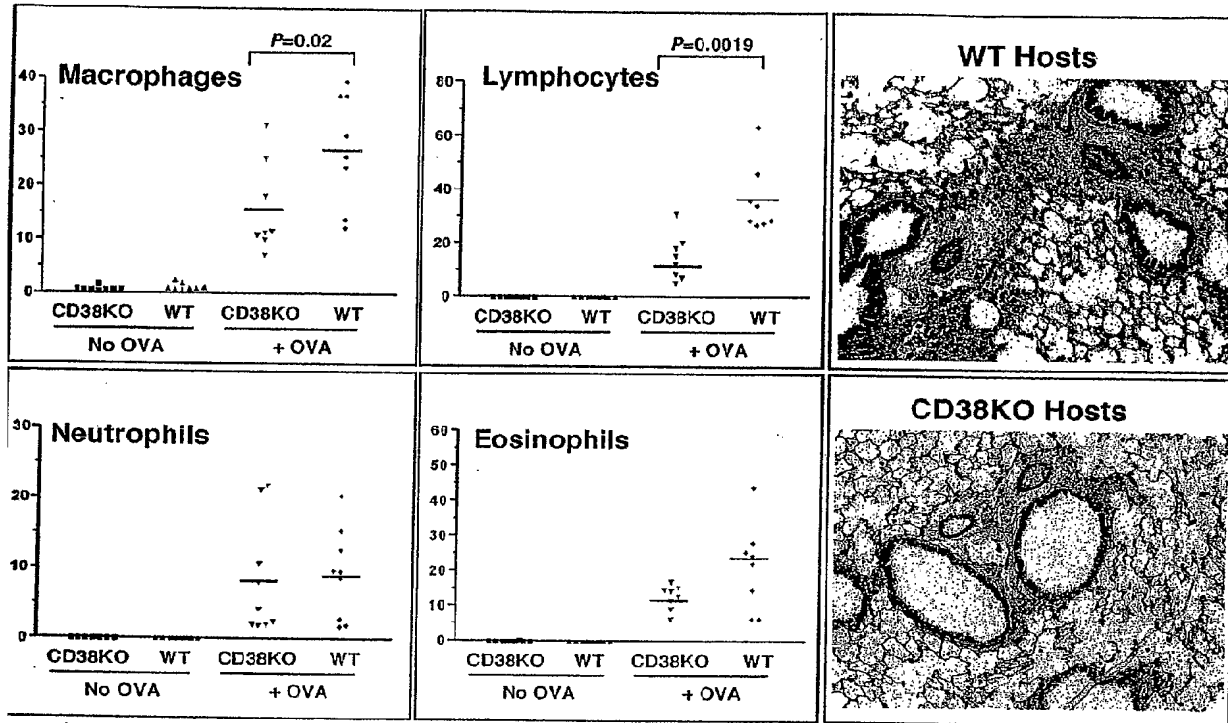 P=0.02
Macrophages
40
30
20
10
0
CD38KO WT CD38KO WT
No OVA + OVA
P=0.0019
Lymphocytes
80
60
40
20
0
CD38KO WT CD38KO WT
No OVA + OVA
WT Hosts
Neutrophils
30
20
10
0
CD38KO WT CD38KO WT
No OVA + OVA
Eosinophils
60
50
40
30
20
10
0
CD38KO WT CD38KO WT
No OVA + OVA
CD38KO Hosts